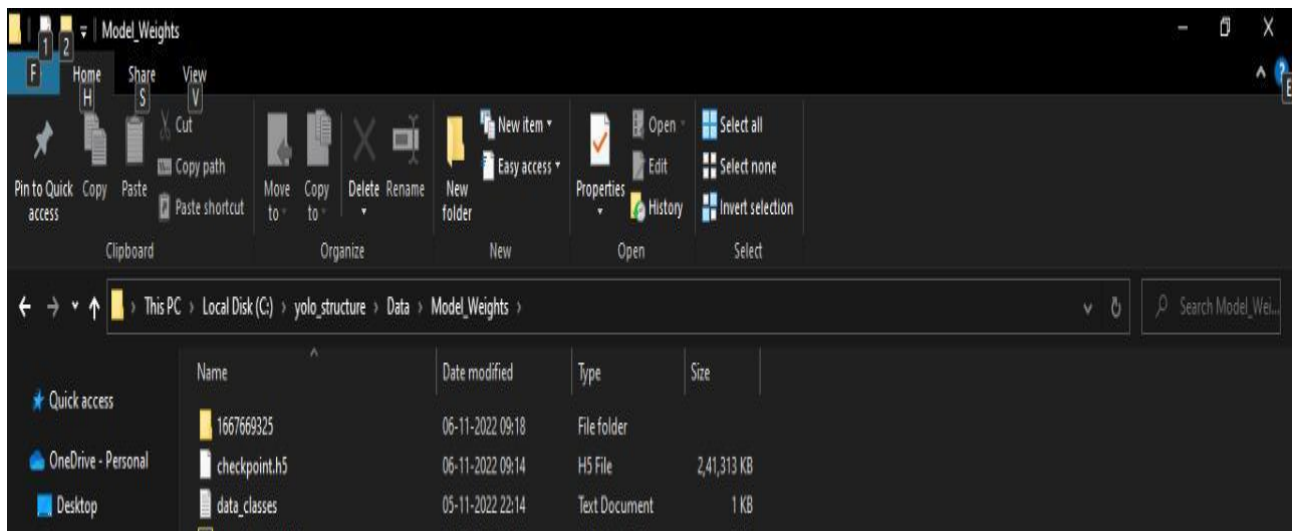 1 2 Model_Weights
F Home Share View
H S V E
Pin to Quick access
Copy
Paste
Cut
Copy path
Paste shortcut
Move to
Copy to
Delete
Rename
New folder
New item
Easy access
Properties
Open
Edit
History
Select all
Select none
Invert selection
Clipboard Organize New Open Select
This PC > Local Disk (C:) > yolo_structure > Data > Model_Weights > Search Model_Wei...
Name Date modified Type Size
Quick access
1667669325 06-11-2022 09:18 File folder
OneDrive - Personal checkpoint.h5 06-11-2022 09:14 H5 File 2,41,313 KB
Desktop data_classes 05-11-2022 22:14 Text Document 1 KB